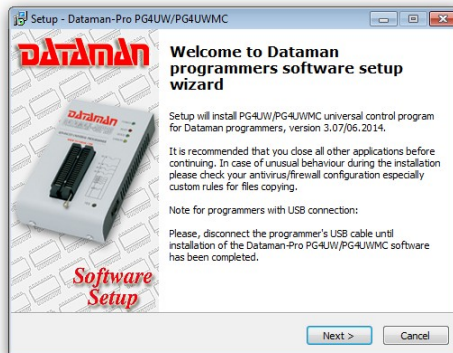 Setup - Dataman-Pro PG4UW/PG4UWMC
DATAMAN
Welcome to Dataman
programmers software setup
wizard
Setup will install PG4UW/PG4UWMC universal control program
for Dataman programmers, version 3.07/06.2014.
It is recommended that you close all other applications before
continuing. In case of unusual behaviour during the installation
please check your antivirus/firewall configuration especially
custom rules for files copying.
Note for programmers with USB connection:
Please, disconnect the programmer's USB cable until
installation of the Dataman-Pro PG4UW/PG4UWMC software
has been completed.
DATAMAN
Software
Setup
Next >
Cancel